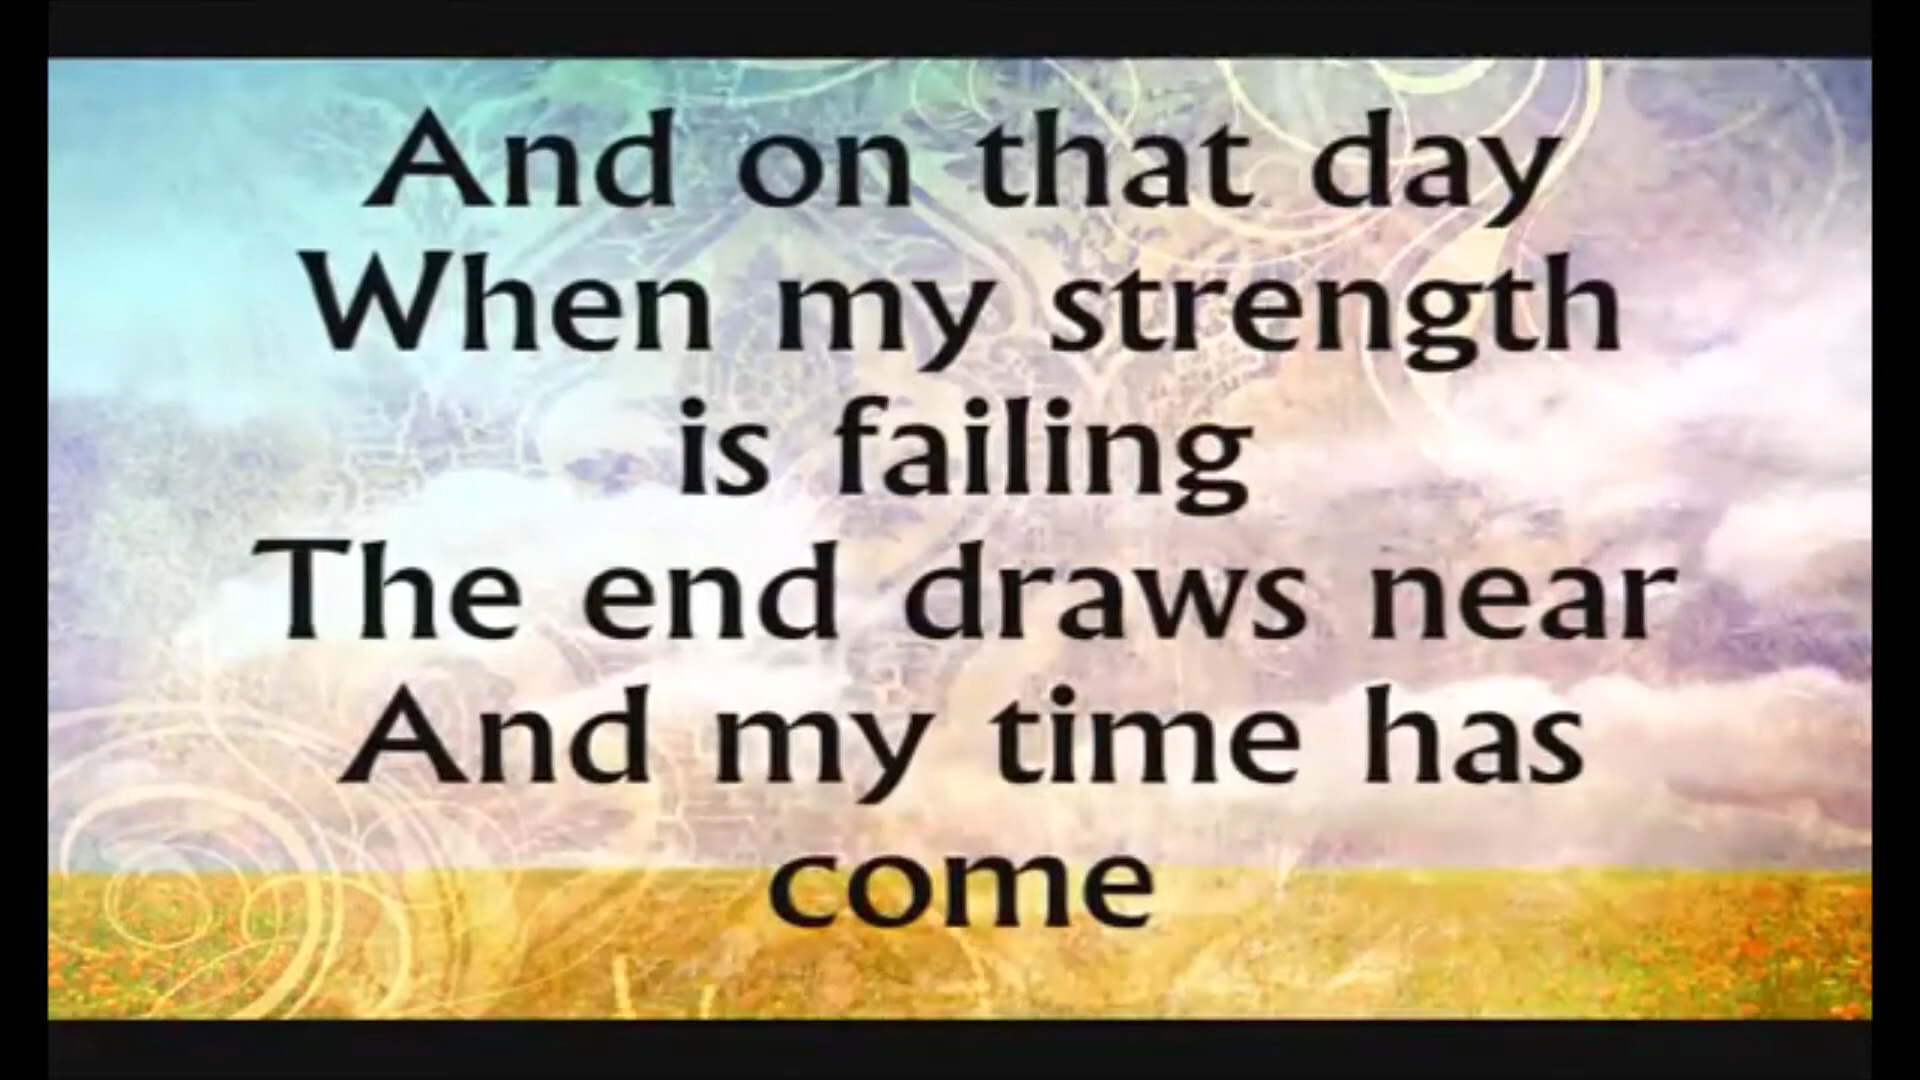 And on that day
When my strength
is failing
The end draws near
And my time has
come